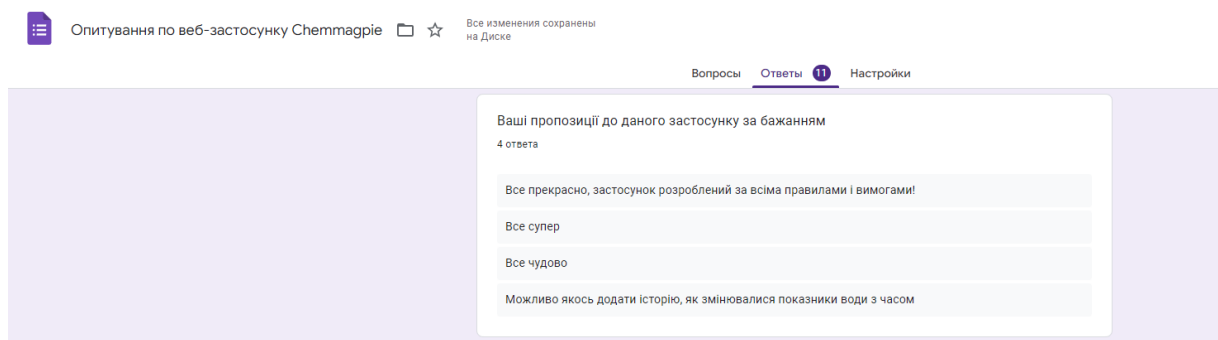 Опитування по веб-застосунку Chemmagpie
Все изменения сохранены
на Диске
Вопросы Ответы 11 Настройки
Ваші пропозиції до даного застосунку за бажанням
4 ответа
Все прекрасно, застосунок розроблений за всіма правилами і вимогами!
Все супер
Все чудово
Можливо якось додати історію, як змінювалися показники води з часом